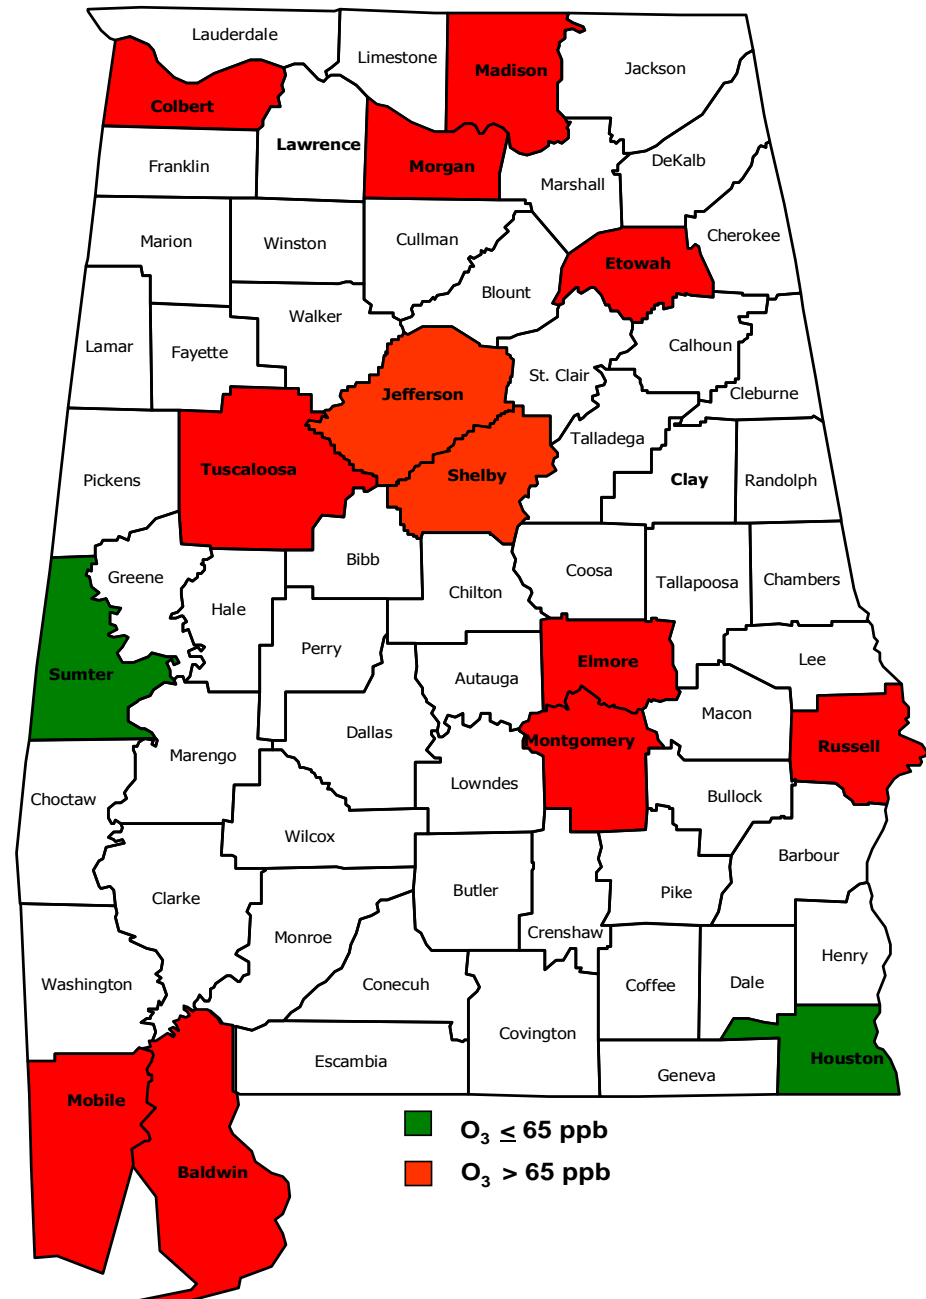 Lauderdale
Limestone
Madison
Jackson
Colbert
Lawrence
Franklin
Morgan
Marshall
DeKalb
Marion
Winston
Cullman
Etowah
Cherokee
Blount
Walker
Lamar
Fayette
Calhoun
St. Clair
Jefferson
Cleburne
Talladega
Tuscaloosa
Shelby
Pickens
Clay
Randolph
Bibb
Greene
Coosa
Tallapoosa
Chambers
Chilton
Hale
Perry
Elmore
Lee
Sumter
Autauga
Macon
Dallas
Montgomery
Russell
Marengo
Lowndes
Choctaw
Bullock
Wilcox
Barbour
Clarke
Butler
Pike
Crenshaw
Monroe
Henry
Washington
Conecuh
Coffee
Dale
Covington
Escambia
Geneva
Houston
Mobile
Baldwin
O₃ ≤ 65 ppb
O₃ > 65 ppb